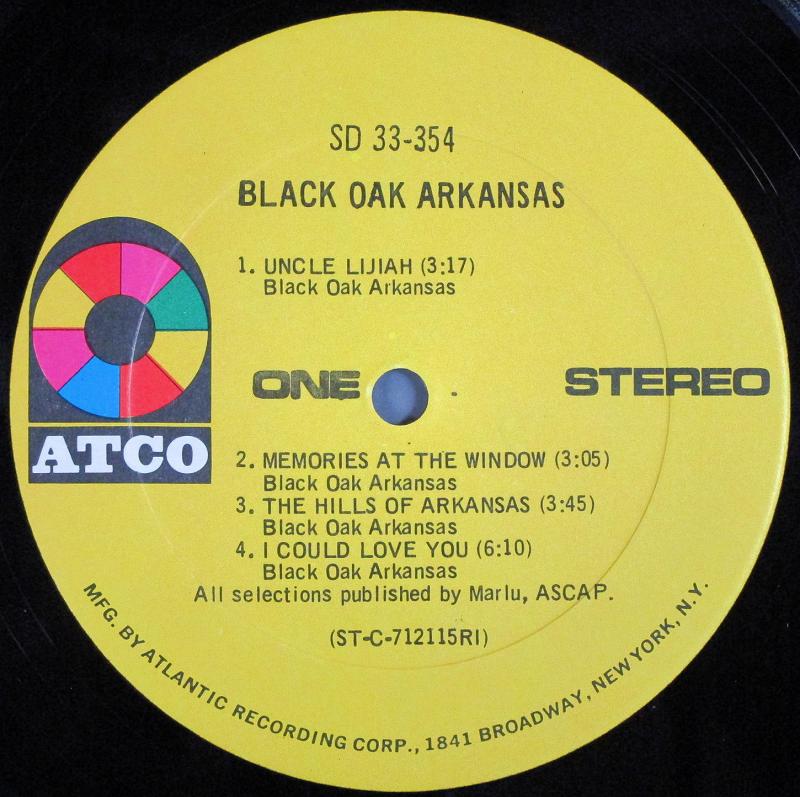 SD 33-354
BLACK OAK ARKANSAS
1. UNCLE LIJIAH (3:17)
Black Oak Arkansas
ONE
STEREO
ATCO
2. MEMORIES AT THE WINDOW (3:05)
Black Oak Arkansas
3. THE HILLS OF ARKANSAS (3:45)
Black Oak Arkansas
4. I COULD LOVE YOU (6:10)
Black Oak Arkansas
All selections published by Marlu, ASCAP.
(ST-C-712115RI)
MFG. BY ATLANTIC RECORDING CORP., 1841 BROADWAY, NEW YORK, N.Y.